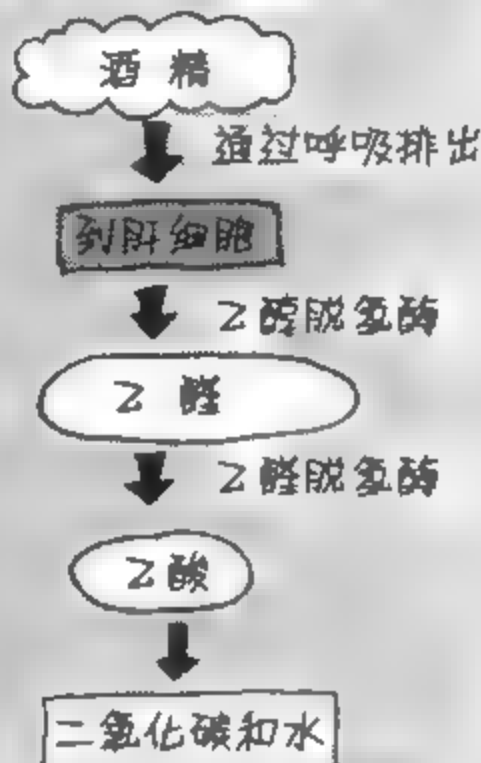 酒精
通过呼吸排出
到肝细胞
乙醇脱氢酶
乙醛
乙醛脱氢酶
乙酸
二氧化碳和水